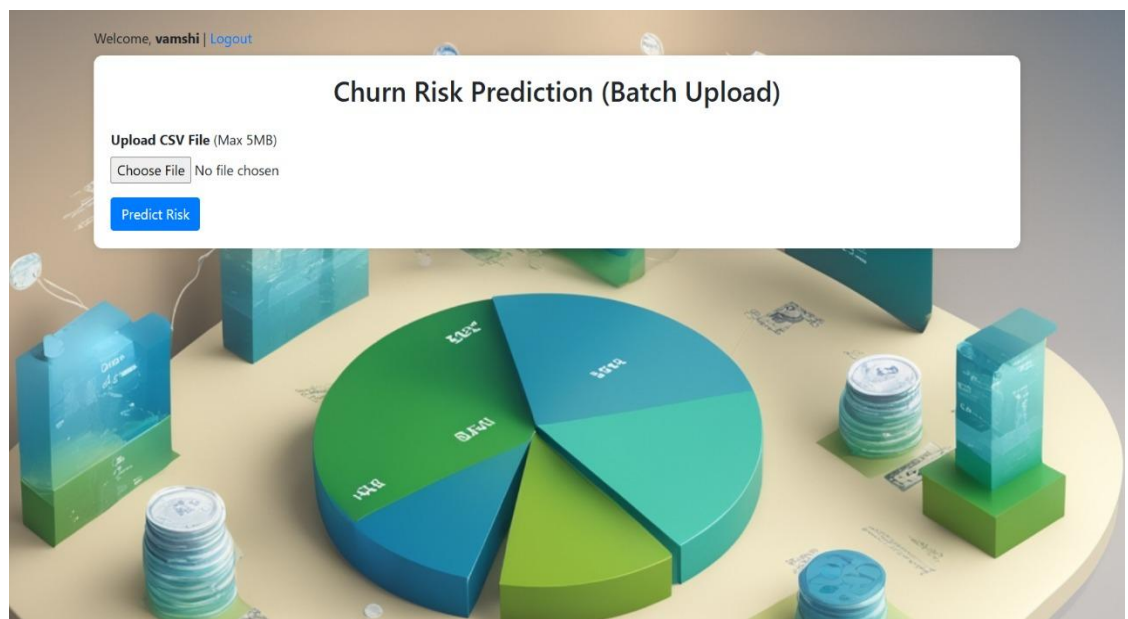 Welcome, vamshi | Logout
Churn Risk Prediction (Batch Upload)
Upload CSV File (Max 5MB)
Choose File No file chosen
Predict Risk